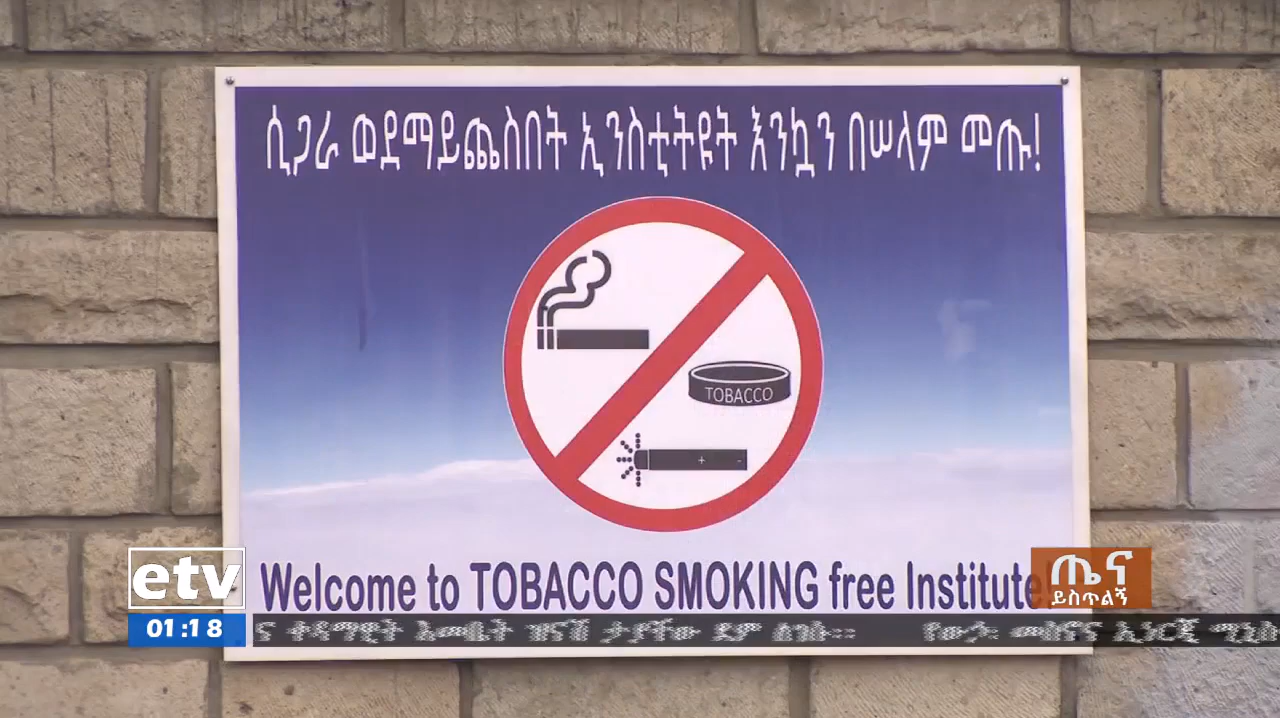 ሲጋራ ወደማይጨስበት ኢንስቲትዩት እንኳን በሠላም መጡ!
TOBACCO
+ -
Welcome to TOBACCO SMOKING free Institute!
etv
01:18
ጤና
ይስጥልኝ